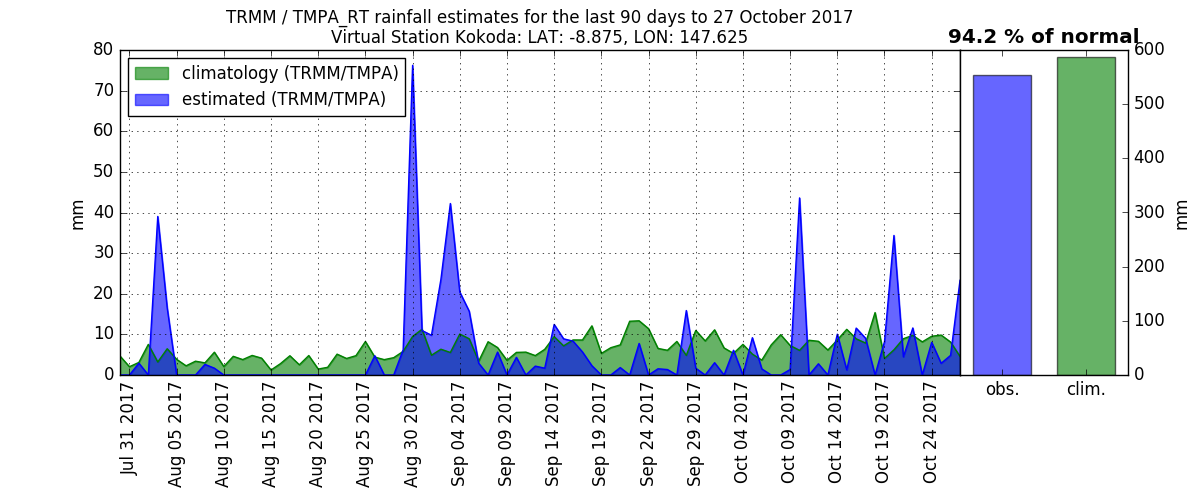 TRMM / TMPA_RT rainfall estimates for the last 90 days to 27 October 2017
Virtual Station Kokoda: LAT: -8.875, LON: 147.625
94.2 % of normal
climatology (TRMM/TMPA)
estimated (TRMM/TMPA)
80
70
60
50
40
30
20
10
0
mm
Jul 31 2017
Aug 05 2017
Aug 10 2017
Aug 15 2017
Aug 20 2017
Aug 25 2017
Aug 30 2017
Sep 04 2017
Sep 09 2017
Sep 14 2017
Sep 19 2017
Sep 24 2017
Sep 29 2017
Oct 04 2017
Oct 09 2017
Oct 14 2017
Oct 19 2017
Oct 24 2017
obs.
clim.
600
500
400
300
200
100
0
mm